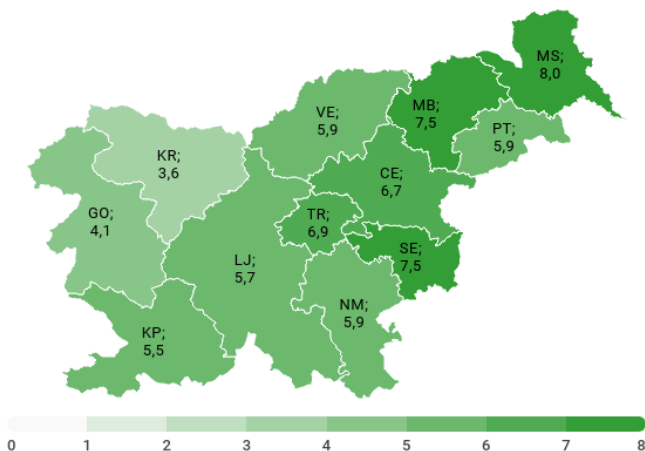 MS;
8,0
VE;
5,9
MB;
7,5
PT;
5,9
KR;
3,6
CE;
6,7
GO;
4,1
TR;
6,9
LJ;
5,7
SE;
7,5
NM;
5,9
KP;
5,5
0 1 2 3 4 5 6 7 8